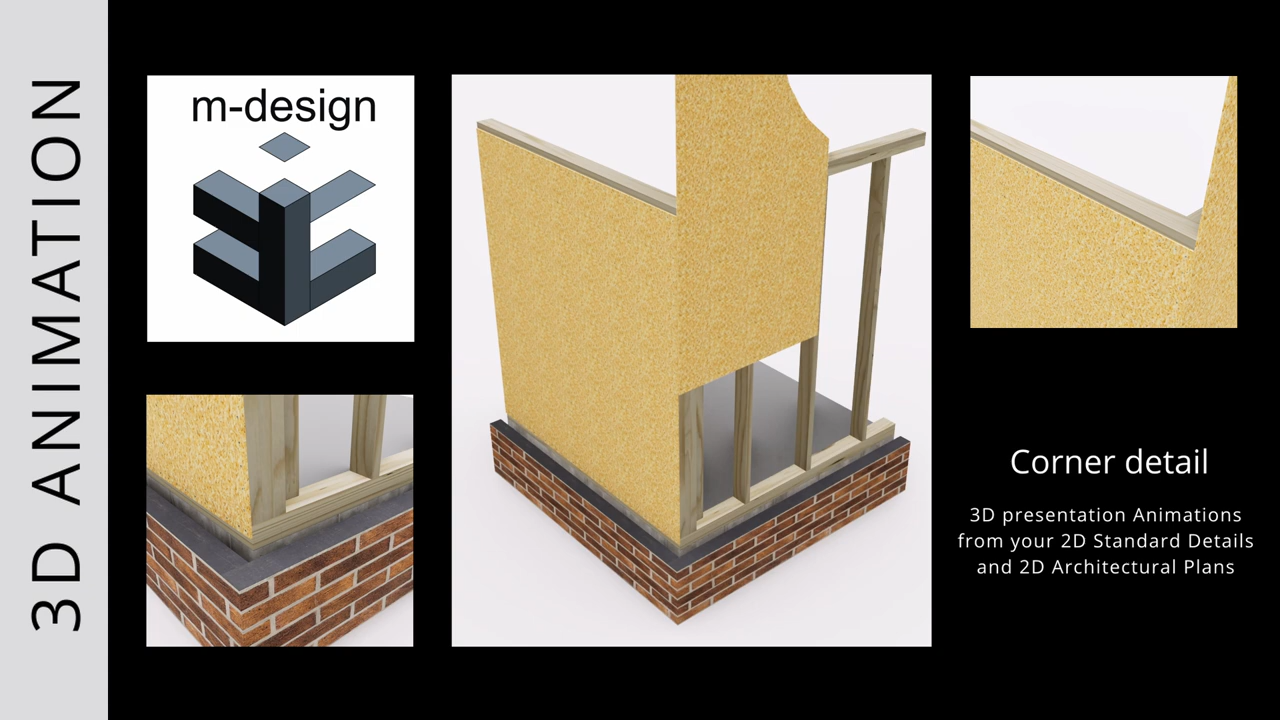 3D ANIMATION
m-design
Corner detail
3D presentation Animations
from your 2D Standard Details
and 2D Architectural Plans